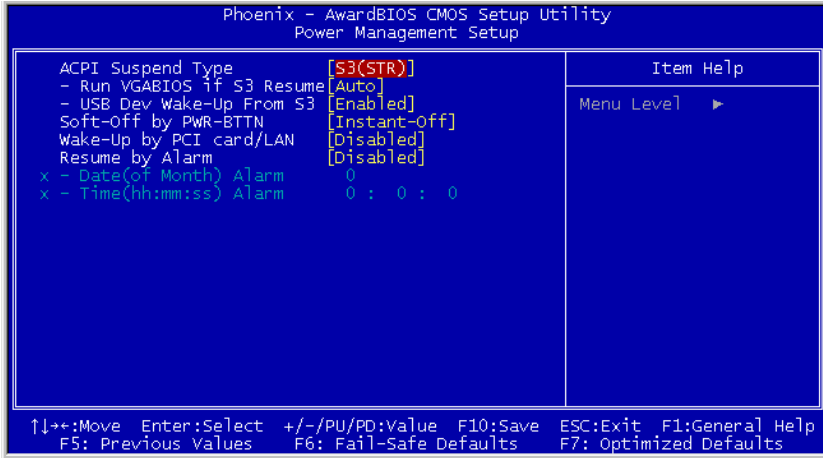 Phoenix - AwardBIOS CMOS Setup Utility
Power Management Setup
ACPI Suspend Type [S3(STR)]
- Run VGABIOS if S3 Resume[Auto]
- USB Dev Wake-Up From S3 [Enabled]
Soft-Off by PWR-BTTN [Instant-Off]
Wake-Up by PCI card/LAN [Disabled]
Resume by Alarm [Disabled]
x - Date(of Month) Alarm 0
x - Time(hh:mm:ss) Alarm 0 : 0 : 0
Item Help
Menu Level ►
↑↓→←:Move Enter:Select +/-/PU/PD:Value F10:Save ESC:Exit F1:General Help
F5: Previous Values F6: Fail-Safe Defaults F7: Optimized Defaults